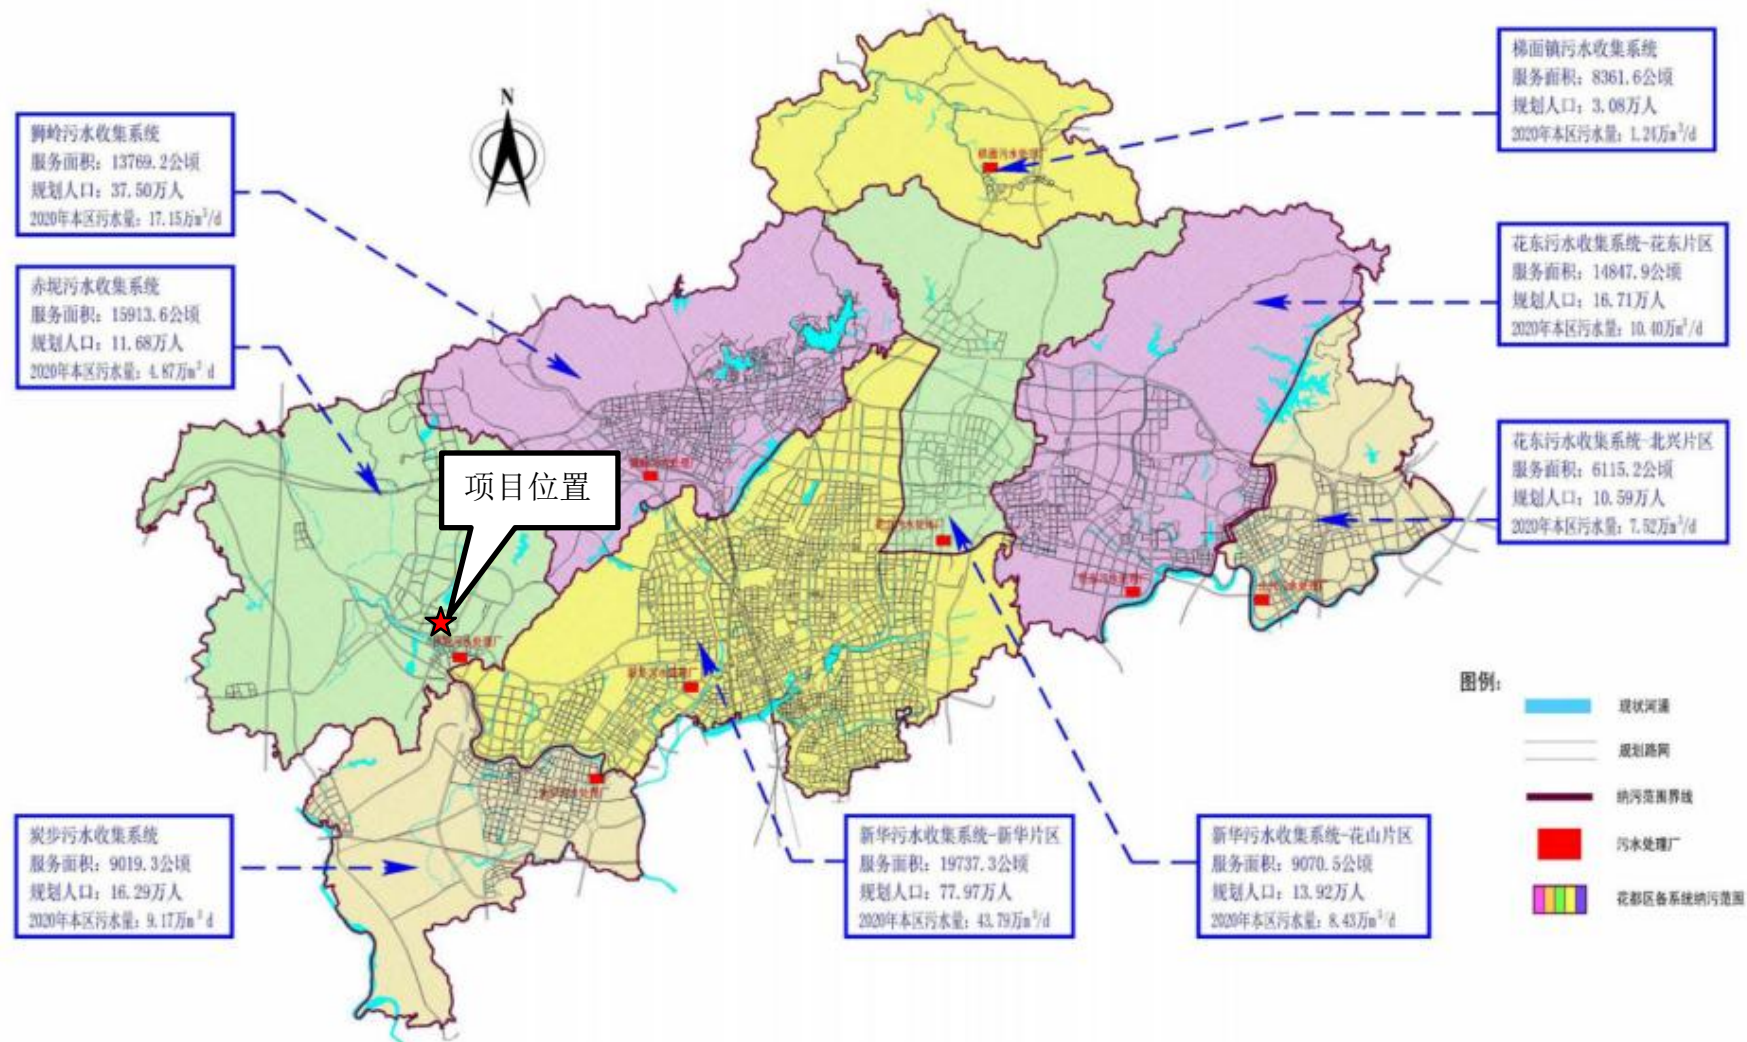 N
狮岭污水收集系统
服务面积：13769.2公顷
规划人口：37.50万人
2020年本区污水量：17.15万m³/d
赤坭污水收集系统
服务面积：15913.6公顷
规划人口：11.68万人
2020年本区污水量：4.87万m³ d
梯面镇污水收集系统
服务面积：8361.6公顷
规划人口：3.08万人
2020年本区污水量：1.24万m³/d
花东污水收集系统-花东片区
服务面积：14847.9公顷
规划人口：16.71万人
2020年本区污水量：10.40万m³/d
花东污水收集系统-北兴片区
服务面积：6115.2公顷
规划人口：10.59万人
2020年本区污水量：7.52万m³/d
梯面污水处理厂
项目位置
新华污水处理厂
炭步污水收集系统
服务面积：9019.3公顷
规划人口：16.29万人
2020年本区污水量：9.17万m³ d
新华污水收集系统-新华片区
服务面积：19737.3公顷
规划人口：77.97万人
2020年本区污水量：43.79万m³/d
新华污水收集系统-花山片区
服务面积：9070.5公顷
规划人口：13.92万人
2020年本区污水量：8.43万m³/d
图例：
现状河涌
规划路网
纳污范围界线
污水处理厂
花都区各系统纳污范围